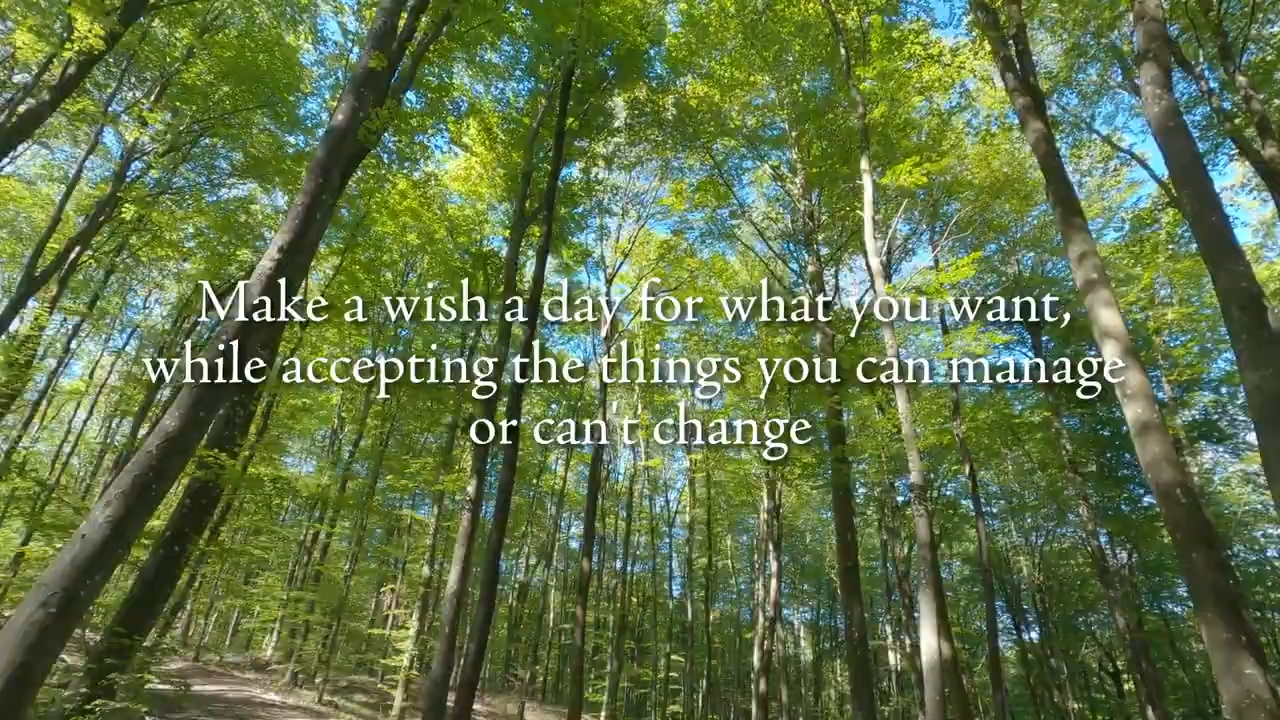 Make a wish a day for what you want,
while accepting the things you can manage
or can't change